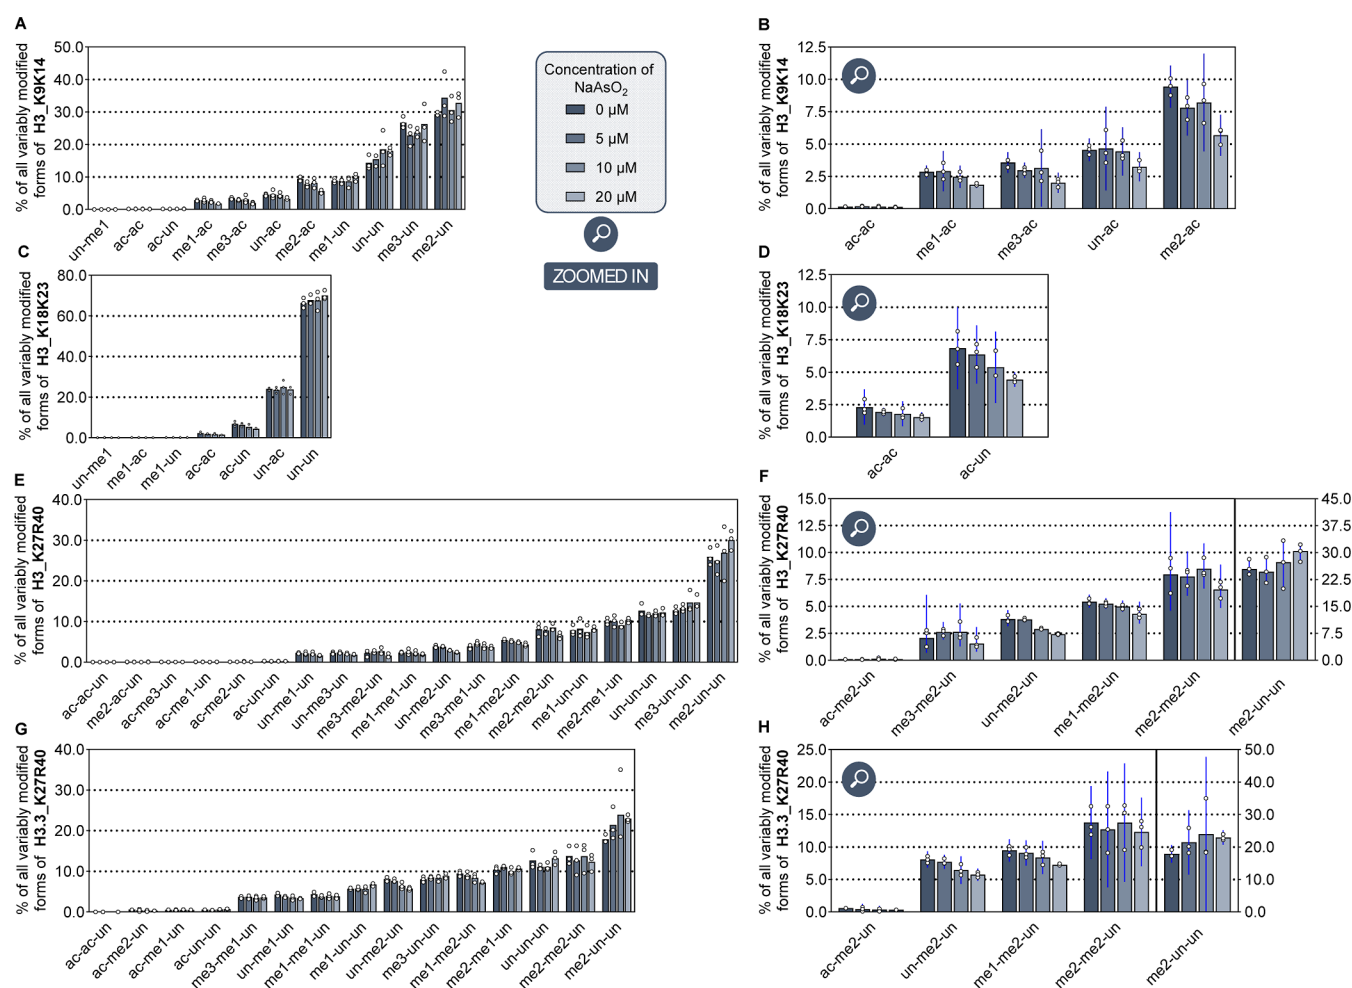 A
% of all variably modified
forms of H3_K9K14
50.0
40.0
30.0
20.0
10.0
0.0
un-me1
ac-ac
ac-un
me1-ac
me3-ac
un-ac
me2-ac
me1-un
un-un
me3-un
me2-un
Concentration of
NaAsO2
0 µM
5 µM
10 µM
20 µM
ZOOMED IN
B
% of all variably modified
forms of H3_K9K14
12.5
10.0
7.5
5.0
2.5
0.0
ac-ac
me1-ac
me3-ac
un-ac
me2-ac
C
% of all variably modified
forms of H3_K18K23
80.0
60.0
40.0
20.0
0.0
un-me1
me1-ac
me1-un
ac-ac
ac-un
un-ac
un-un
D
% of all variably modified
forms of H3_K18K23
12.5
10.0
7.5
5.0
2.5
0.0
ac-ac
ac-un
E
% of all variably modified
forms of H3_K27R40
40.0
30.0
20.0
10.0
0.0
ac-ac-un
me2-ac-un
ac-me3-un
ac-me1-un
ac-me2-un
ac-un-un
un-me1-un
un-me3-un
me3-me2-un
me1-me1-un
un-me2-un
me3-me1-un
me1-me2-un
me2-me2-un
me1-un-un
me2-me1-un
un-un-un
me3-un-un
me2-un-un
F
% of all variably modified
forms of H3_K27R40
15.0
12.5
10.0
7.5
5.0
2.5
0.0
45.0
37.5
30.0
22.5
15.0
7.5
0.0
ac-me2-un
me3-me2-un
un-me2-un
me1-me2-un
me2-me2-un
me2-un-un
G
% of all variably modified
forms of H3.3_K27R40
40.0
30.0
20.0
10.0
0.0
ac-ac-un
ac-me2-un
ac-me1-un
ac-un-un
me3-me1-un
un-me1-un
me1-me1-un
me1-un-un
un-me2-un
me3-un-un
me1-me2-un
me2-me1-un
un-un-un
me2-me2-un
me2-un-un
H
% of all variably modified
forms of H3.3_K27R40
25.0
20.0
15.0
10.0
5.0
0.0
50.0
40.0
30.0
20.0
10.0
0.0
ac-me2-un
un-me2-un
me1-me2-un
me2-me2-un
me2-un-un